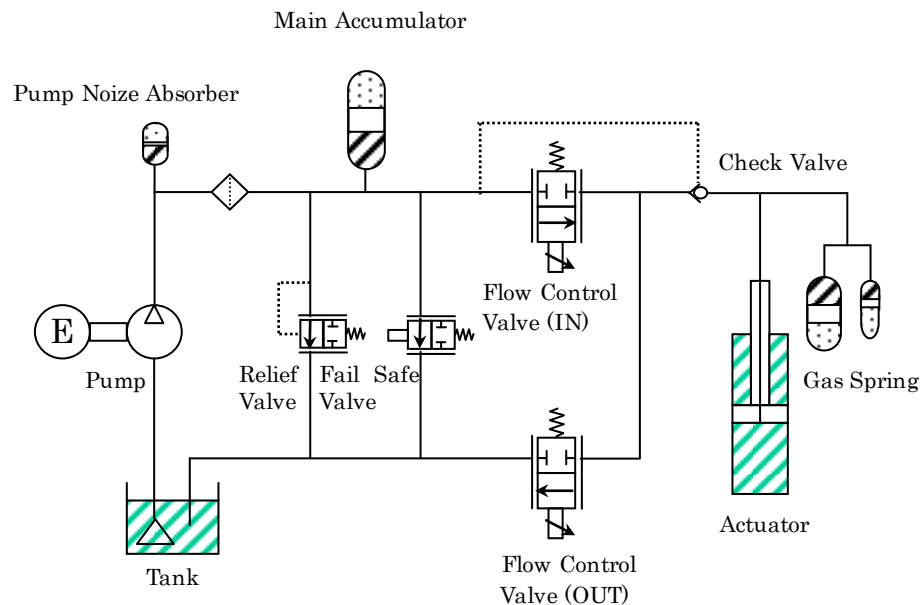 Main Accumulator
Pump Noize Absorber
Check Valve
Flow Control
Valve (IN)
E
Pump
Relief
Valve
Fail Safe
Valve
Gas Spring
Actuator
Tank
Flow Control
Valve (OUT)